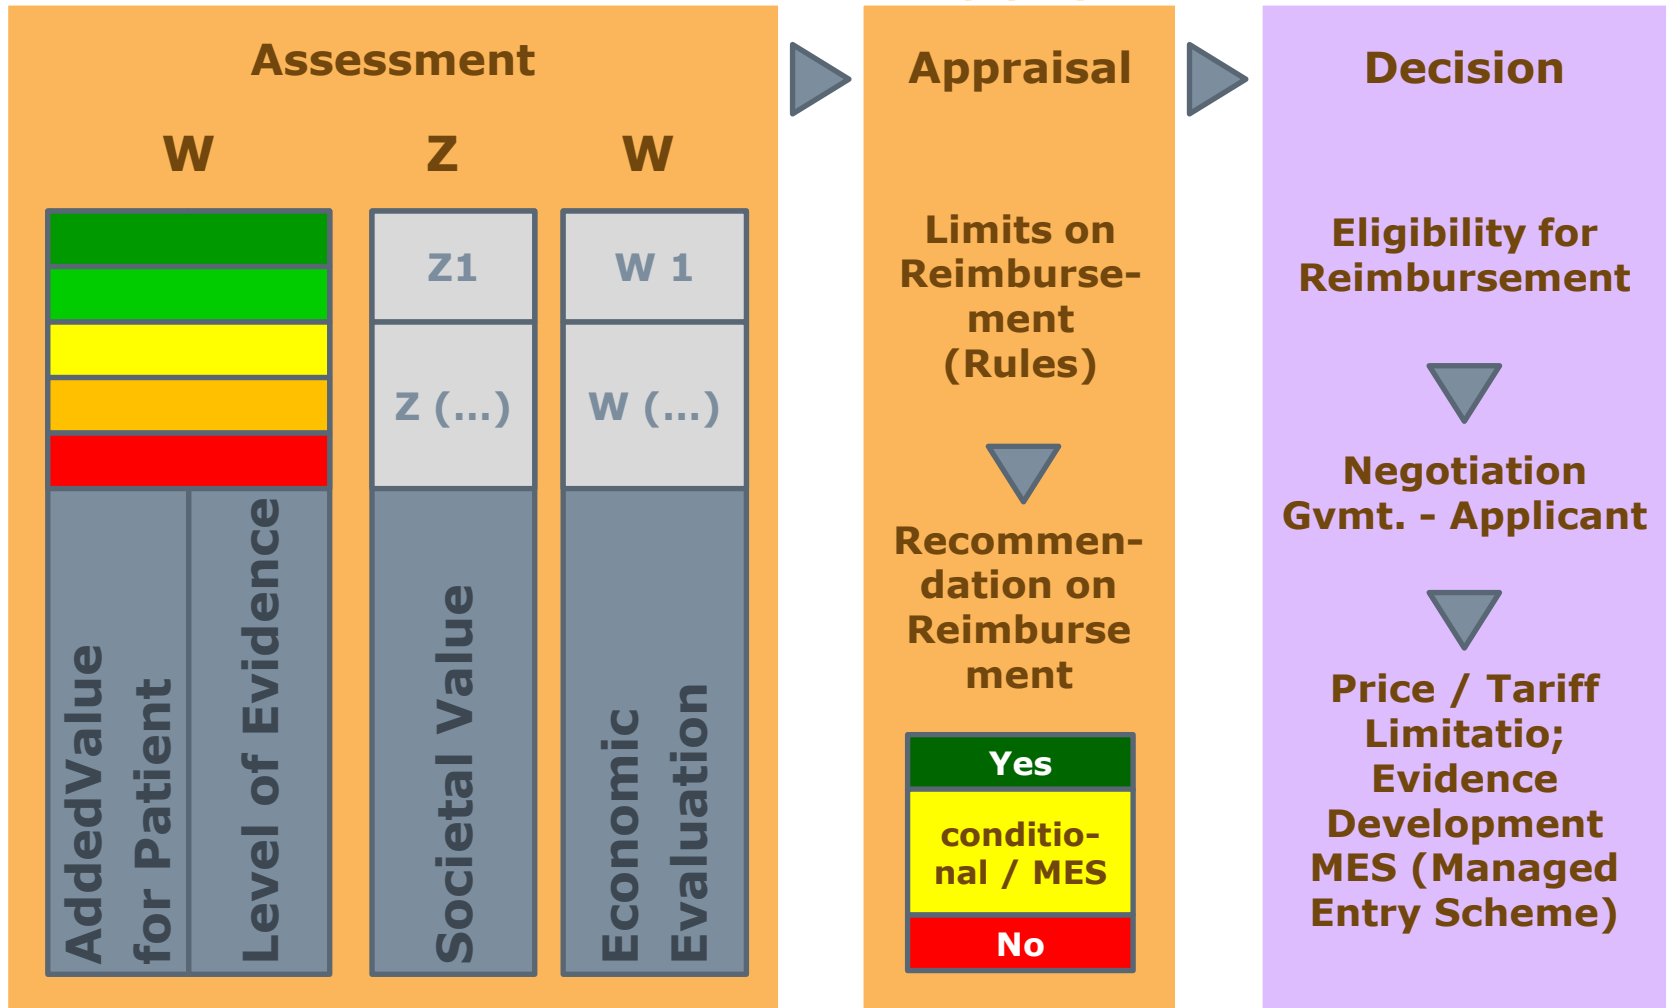 Assessment
W
Z
W
Z1
W 1
Z (...)
W (...)
AddedValue
for Patient
Level of Evidence
Societal Value
Economic
Evaluation
Appraisal
Limits on
Reimburse-
ment
(Rules)
Recommen-
dation on
Reimburse
ment
Yes
conditio-
nal / MES
No
Decision
Eligibility for
Reimbursement
Negotiation
Gvmt. - Applicant
Price / Tariff
Limitatio;
Evidence
Development
MES (Managed
Entry Scheme)